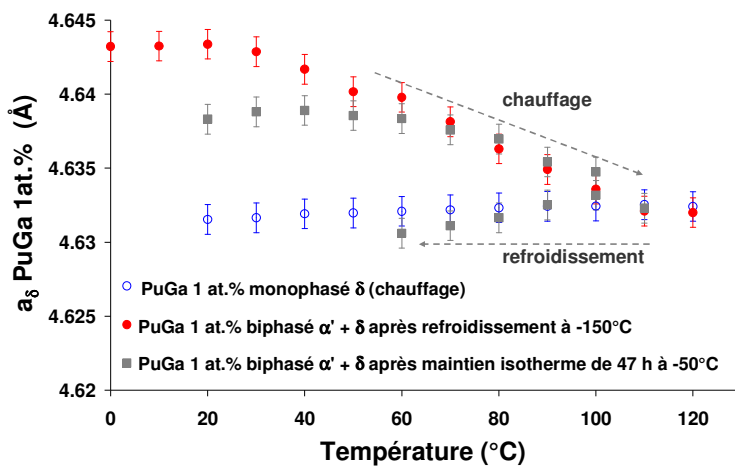 4.645
4.64
4.635
4.63
4.625
4.62
a_δ PuGa 1at.% (Å)
chauffage
refroidissement
PuGa 1 at.% monophasé δ (chauffage)
PuGa 1 at.% biphasé α' + δ après refroidissement à -150°C
PuGa 1 at.% biphasé α' + δ après maintien isotherme de 47 h à -50°C
0 20 40 60 80 100 120
Température (°C)